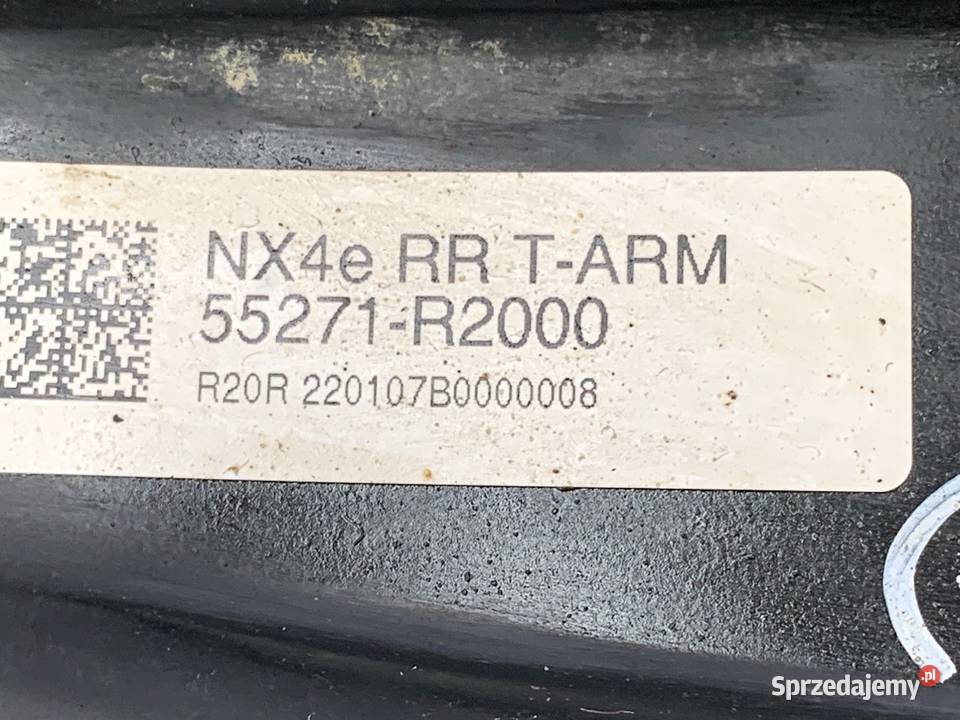 NX4e RR T-ARM
55271-R2000
R20R 220107B0000008
Sprzedajemy.pl